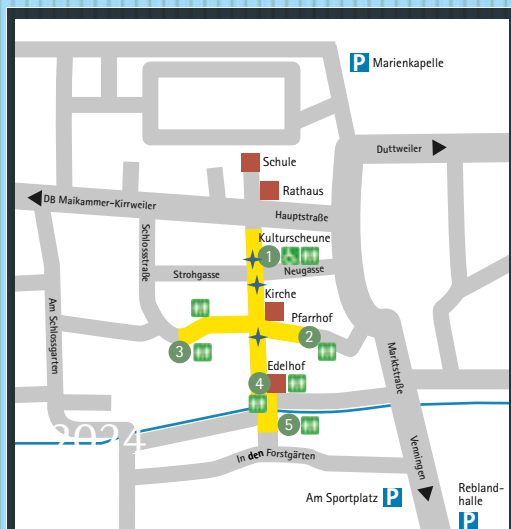 P Marienkapelle
Duttweiler
Schule
Rathaus
DB Maikammer-Kirrweiler
Hauptstraße
Kulturscheune
1
Schlossstraße
Strohgasse
Neugasse
Kirche
Pfarrhof
Am Schlossgarten
2
3
Marktstraße
Edelhof
4
5
2024
In den Forstgärten
Venningen
Am Sportplatz P
Rebland-
halle
P